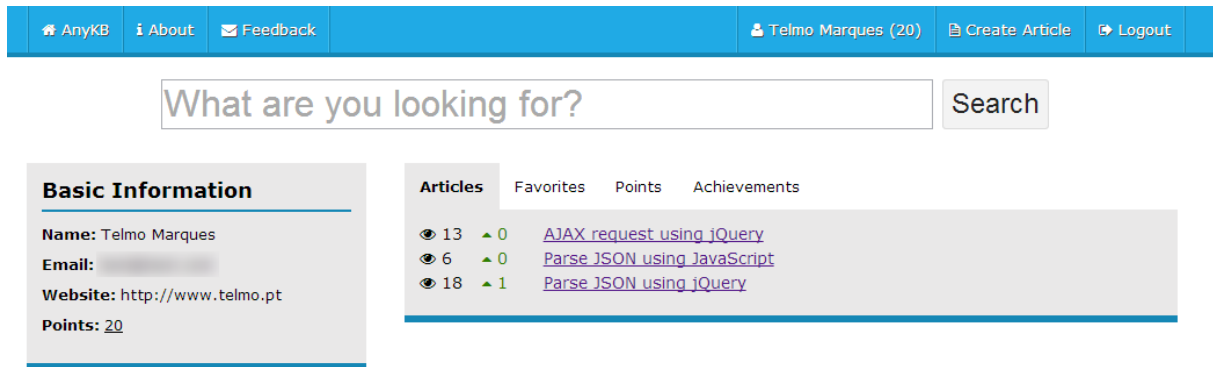 AnyKB About Feedback Telmo Marques (20) Create Article Logout
What are you looking for? Search
Basic Information
Name: Telmo Marques
Email:
Website: http://www.telmo.pt
Points: 20
Articles Favorites Points Achievements
13 0 AJAX request using jQuery
6 0 Parse JSON using JavaScript
18 1 Parse JSON using jQuery